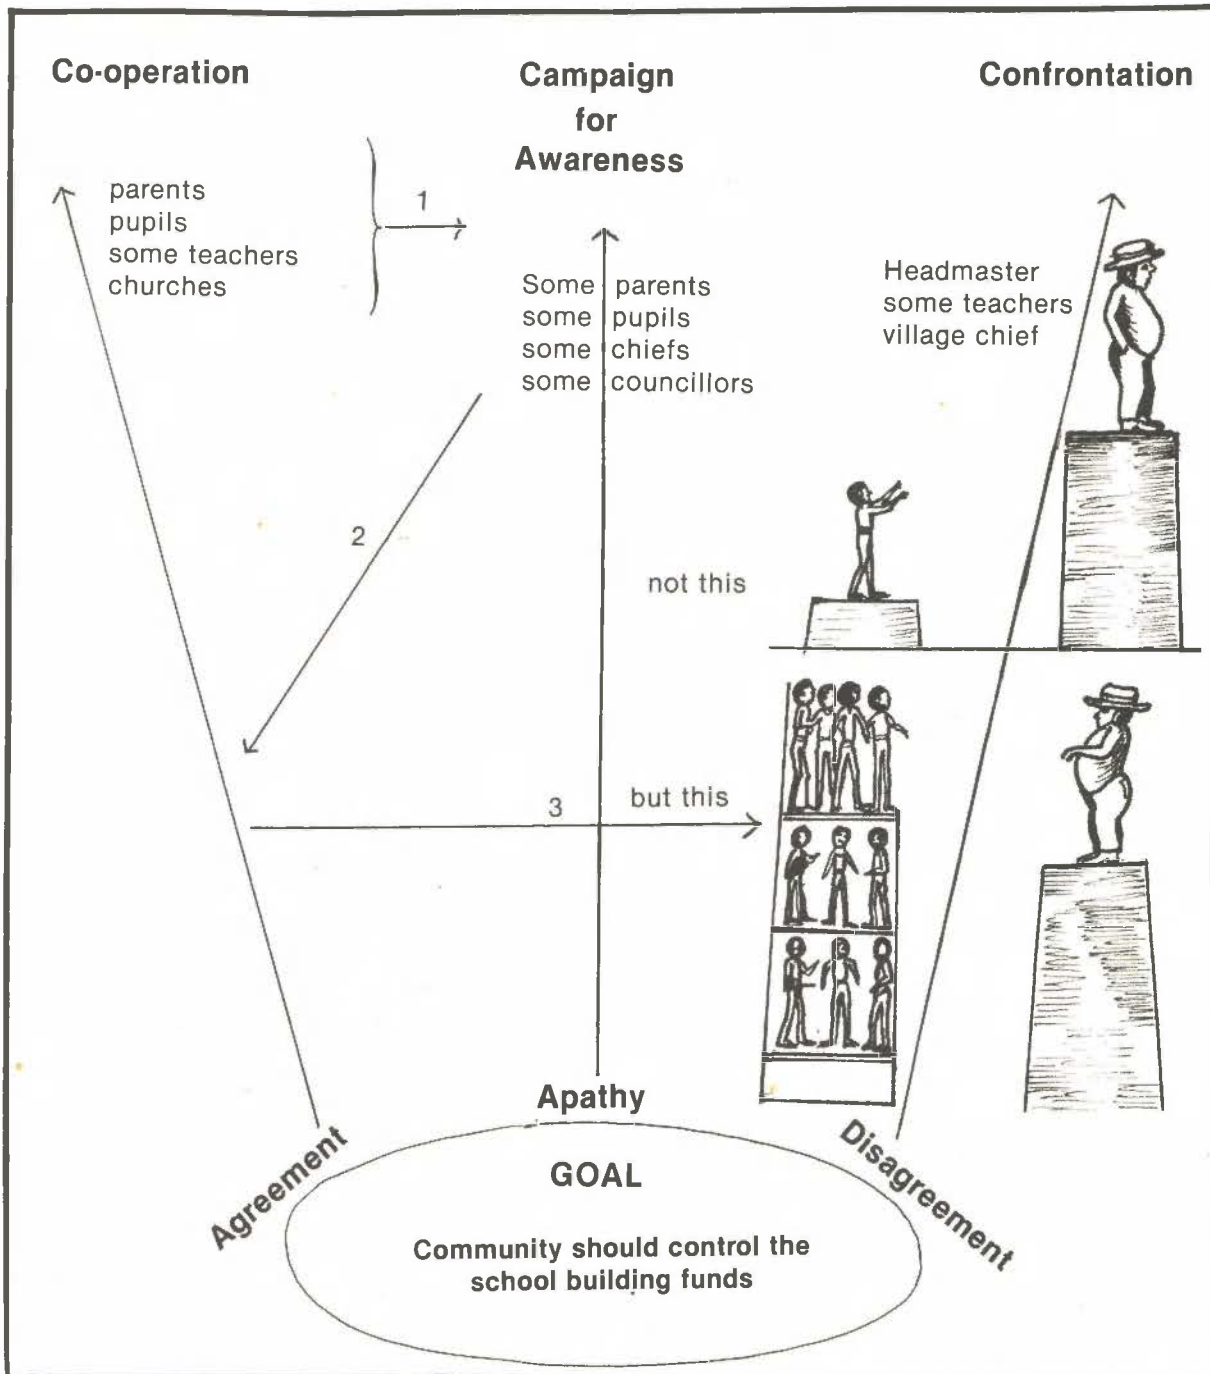 Co-operation
Campaign
for
Awareness
Confrontation
parents
pupils
some teachers
churches
1
Some parents
some pupils
some chiefs
some councillors
Headmaster
some teachers
village chief
2
not this
3
but this
Apathy
Agreement
Disagreement
GOAL
Community should control the
school building funds